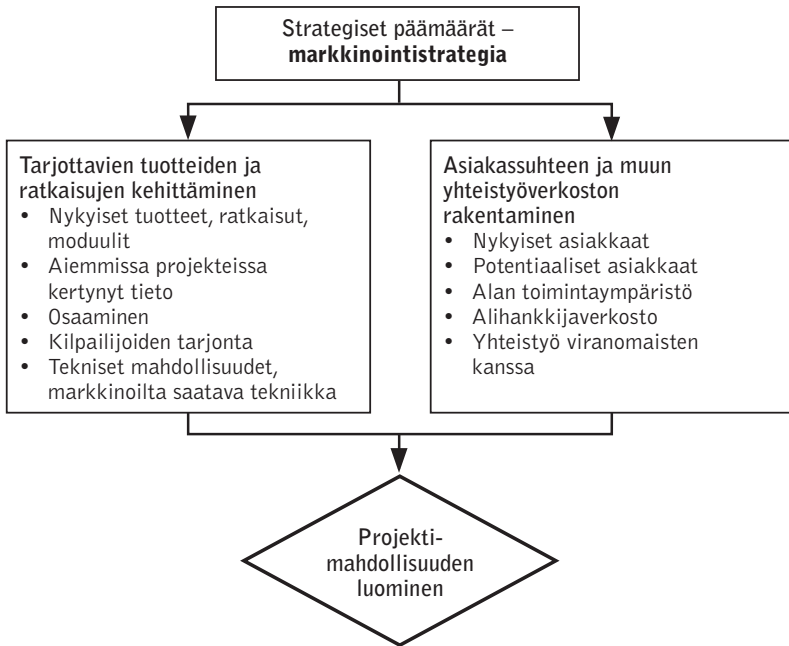 Strategiset päämäärät –
markkinointistrategia
Tarjottavien tuotteiden ja
ratkaisujen kehittäminen
• Nykyiset tuotteet, ratkaisut,
moduulit
• Aiemmissa projekteissa
kertynyt tieto
• Osaaminen
• Kilpailijoiden tarjonta
• Tekniset mahdollisuudet,
markkinoilta saatava tekniikka
Asiakassuhteen ja muun
yhteistyöverkoston
rakentaminen
• Nykyiset asiakkaat
• Potentiaaliset asiakkaat
• Alan toimintaympäristö
• Alihankkijaverkosto
• Yhteistyö viranomaisten
kanssa
Projekti-
mahdollisuuden
luominen